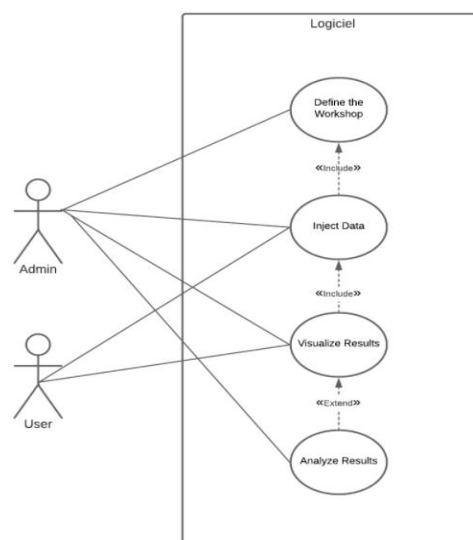 Logiciel
Define the
Workshop
«Include»
Inject Data
Admin
«Include»
Visualize Results
User
«Extend»
Analyze Results